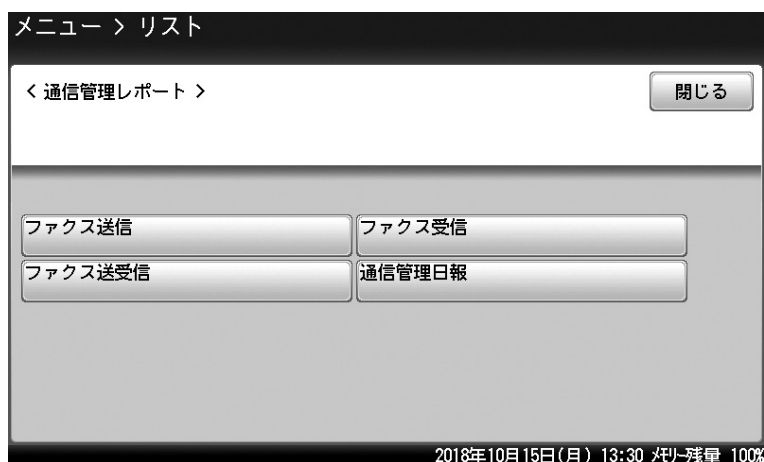 メニュー > リスト
< 通信管理レポート >
閉じる
ファクス送信
ファクス受信
ファクス送受信
通信管理日報
2018年10月15日(月) 13:30 ﾒﾓﾘｰ残量 100%